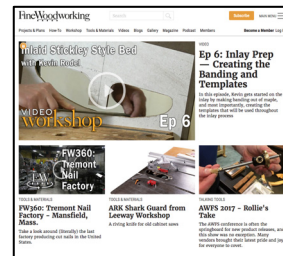 FineWoodworking
SEARCH
Subscribe
MAIN MENU
Projects & Plans How-To Workshop Tools & Materials Videos Blogs Gallery Magazine Podcast Members
Become a Member
Log In
Inlaid Stickley Style Bed
with Kevin Rodel
VIDEO
workshop
Ep 6
VIDEO
Ep 6: Inlay Prep
— Creating the
Banding and
Templates
In this episode, Kevin gets started on the
inlay by making banding out of maple,
and most importantly, creating the
templates that will be used throughout
the inlay process
FW360:
Tremont
Nail
Factory
TOOLS & MATERIALS
FW360: Tremont Nail
Factory - Mansfield,
Mass.
Take a look around (literally) the last
factory producing cut nails in the United
States.
TOOLS & MATERIALS
ARK Shark Guard from
Leeway Workshop
A riving knife for old cabinet saws
TALKING TOOLS
AWFS 2017 - Rollie's
Take
The AWFS conference is often the
springboard for new product releases, and
this show was no exception. Many
vendors brought their latest pride and joy
for everyone to covet.